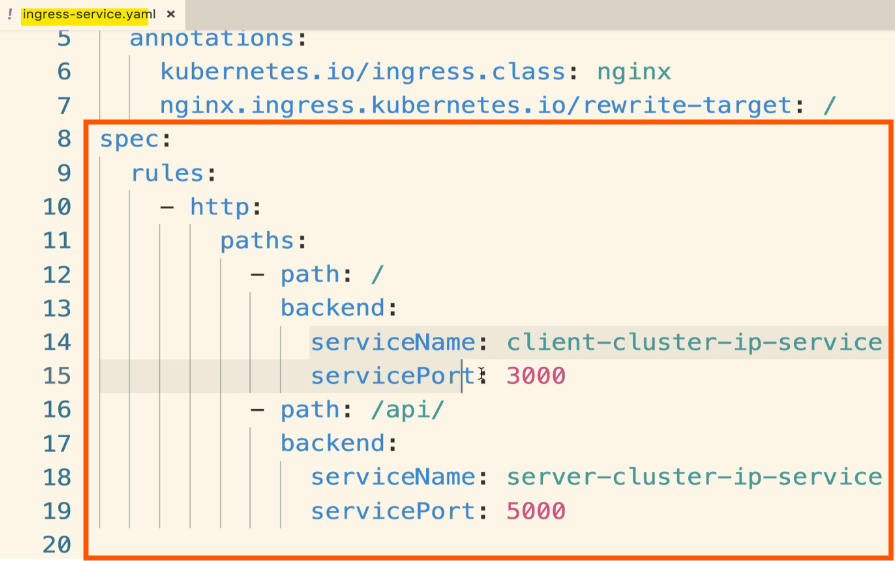 ! ingress-service.yaml ×
5 annotations:
6 kubernetes.io/ingress.class: nginx
7 nginx.ingress.kubernetes.io/rewrite-target: /
8 spec:
9 rules:
10 - http:
11 paths:
12 - path: /
13 backend:
14 serviceName: client-cluster-ip-service
15 servicePort: 3000
16 - path: /api/
17 backend:
18 serviceName: server-cluster-ip-service
19 servicePort: 5000
20